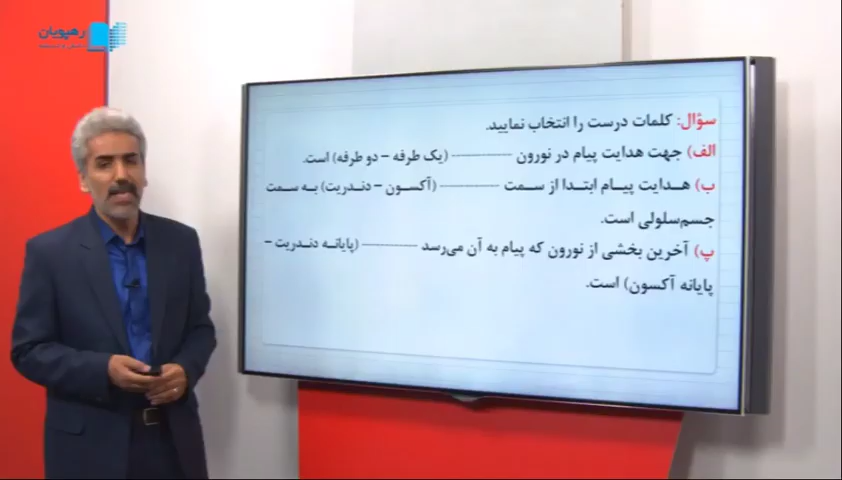 رهپویان
سؤال: کلمات درست را انتخاب نمایید.
الف) جهت هدایت پیام در نورون ---------- (یک طرفه – دو طرفه) است.
ب) هدایت پیام ابتدا از سمت ---------- (آکسون – دندریت) به سمت
جسم‌سلولی است.
پ) آخرین بخشی از نورون که پیام به آن می‌رسد ---------- (پایانه دندریت –
پایانه آکسون) است.